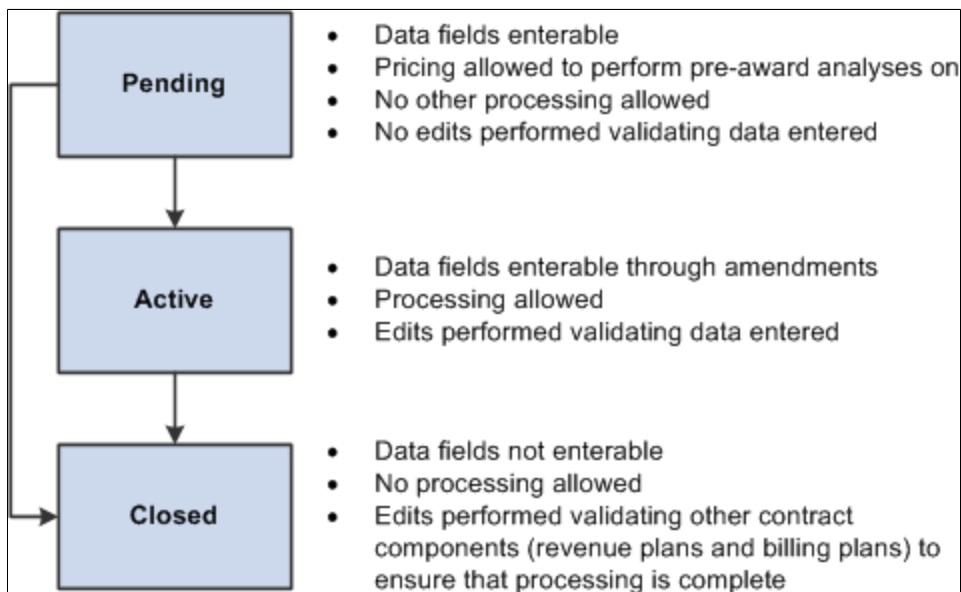 Pending
• Data fields enterable
• Pricing allowed to perform pre-award analyses on
• No other processing allowed
• No edits performed validating data entered
Active
• Data fields enterable through amendments
• Processing allowed
• Edits performed validating data entered
Closed
• Data fields not enterable
• No processing allowed
• Edits performed validating other contract
components (revenue plans and billing plans) to
ensure that processing is complete